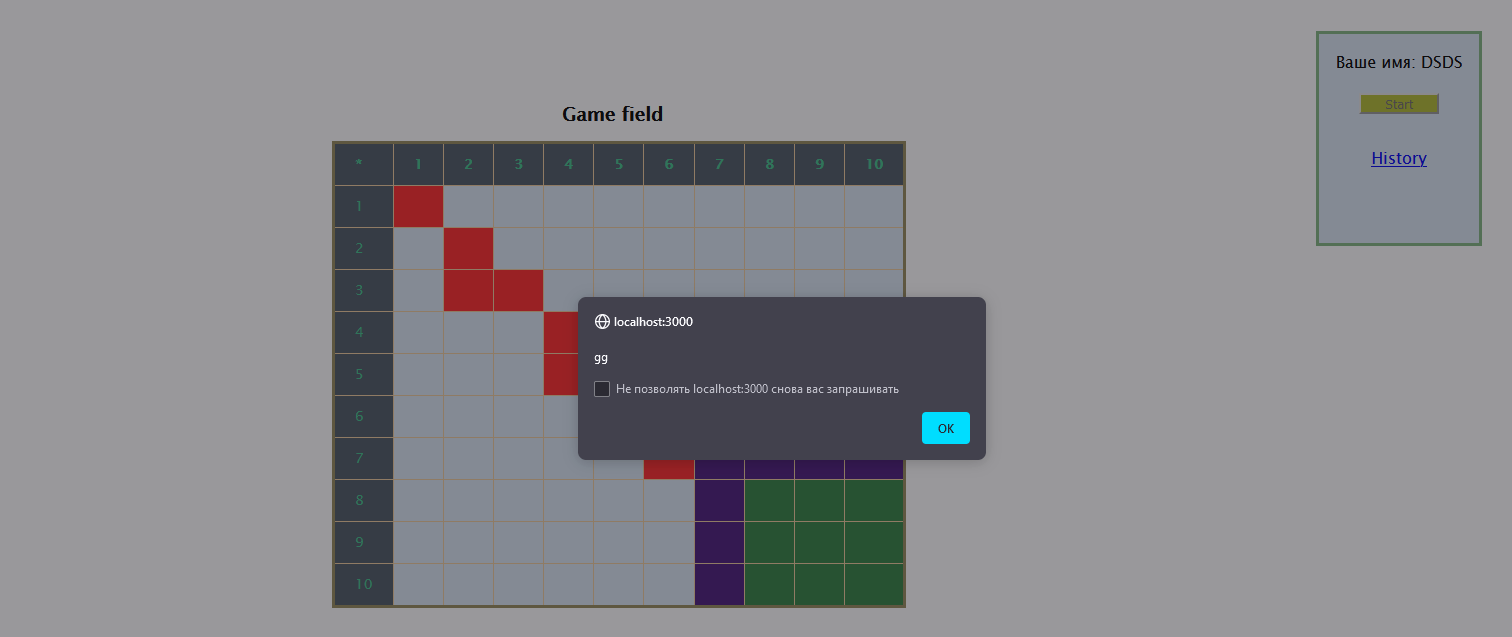 Ваше имя: DSDS
Start
History
Game field
* 1 2 3 4 5 6 7 8 9 10
1
2
3
4
5
6
7
8
9
10
localhost:3000
gg
Не позволять localhost:3000 снова вас запрашивать
OK